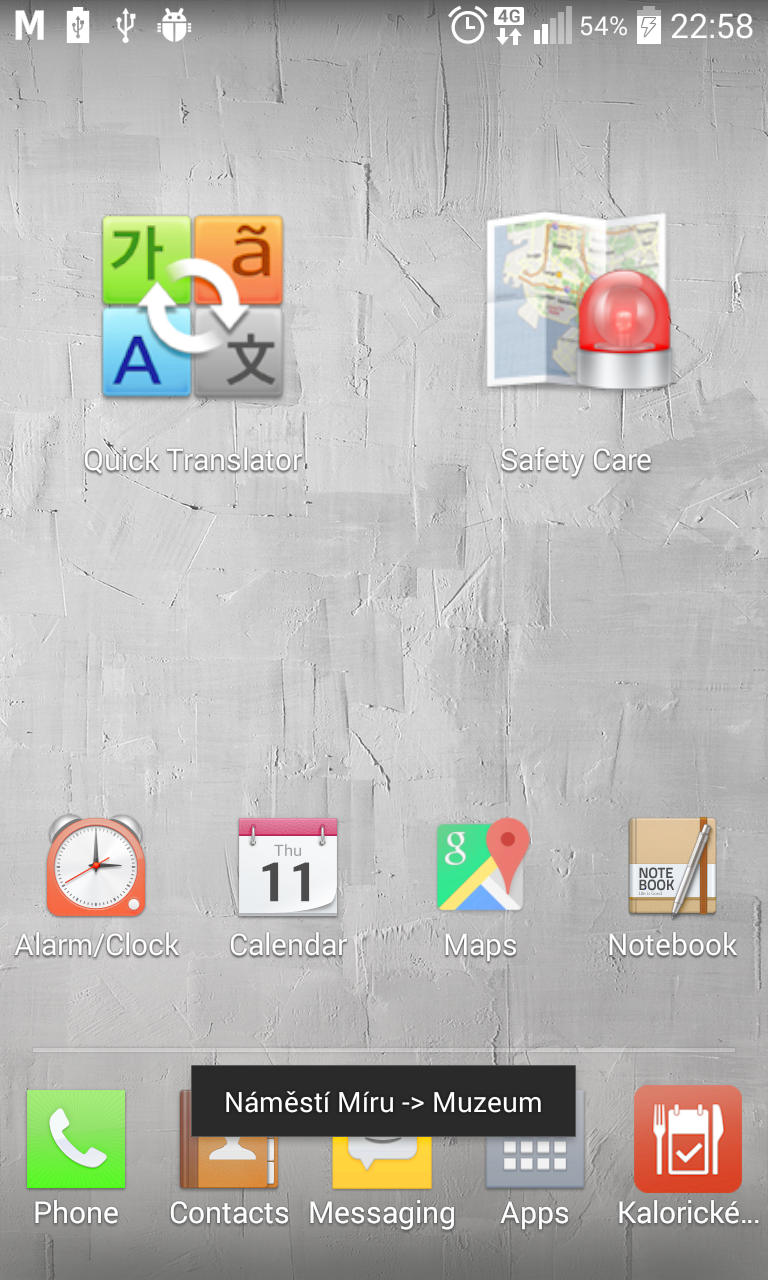 M 4G 54% 22:58
가 ã
A 文
Quick Translator
Safety Care
Thu
11
g
NOTE
BOOK
Alarm/Clock
Calendar
Maps
Notebook
Náměstí Míru -> Muzeum
Phone
Contacts
Messaging
Apps
Kalorické...